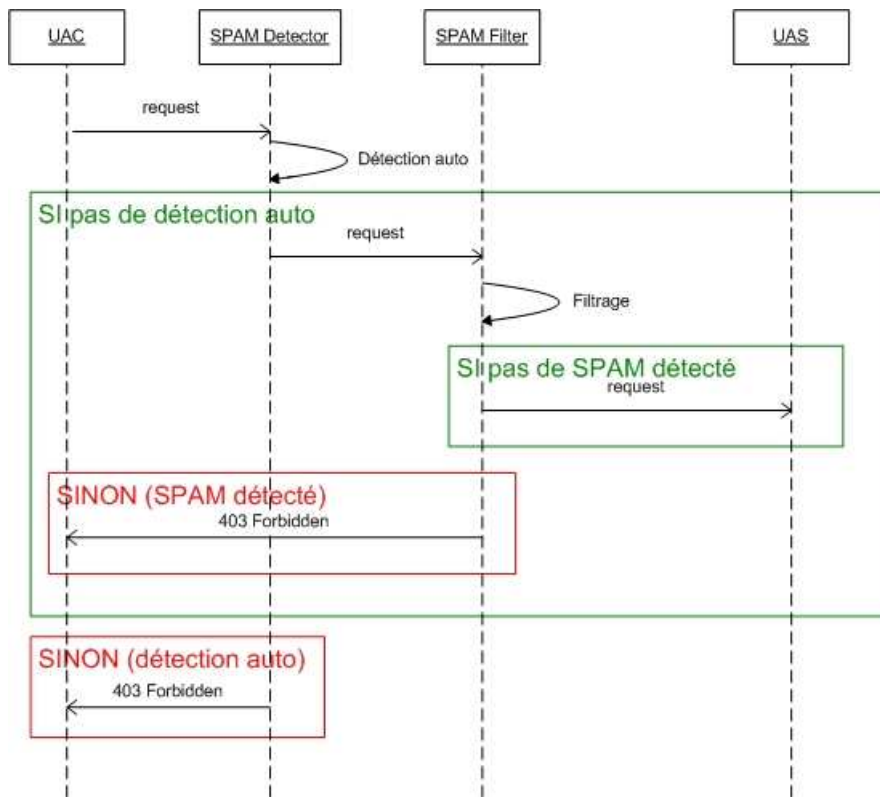 UAC
SPAM Detector
SPAM Filter
UAS
request
Détection auto
SI pas de détection auto
request
Filtrage
SI pas de SPAM détecté
request
SINON (SPAM détecté)
403 Forbidden
SINON (détection auto)
403 Forbidden